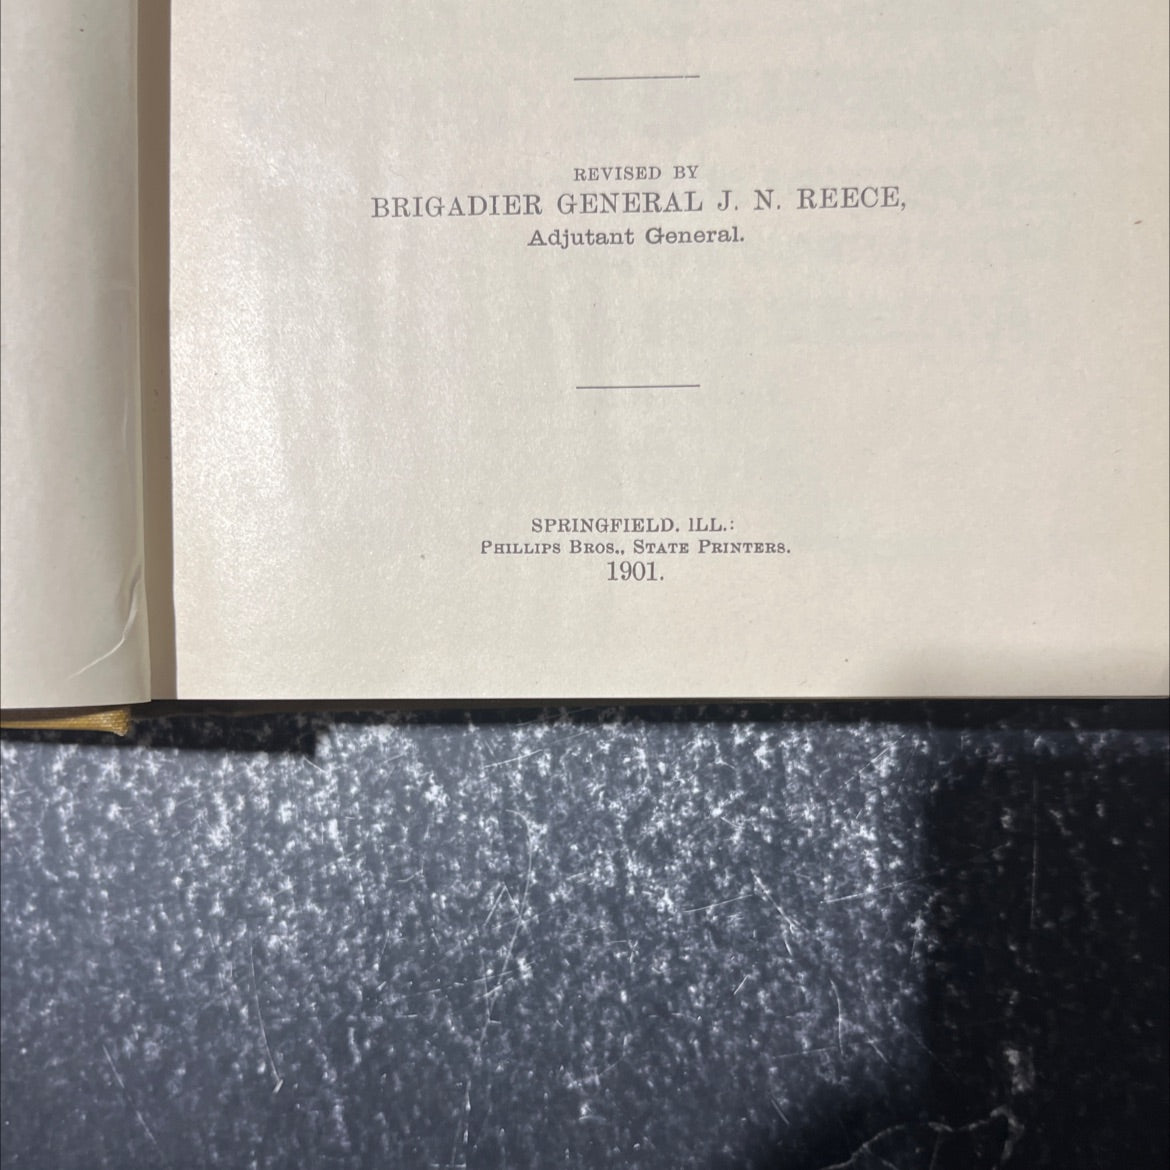 REVISED BY
BRIGADIER GENERAL J. N. REECE,
Adjutant General.
SPRINGFIELD. ILL.:
PHILLIPS BROS., STATE PRINTERS.
1901.